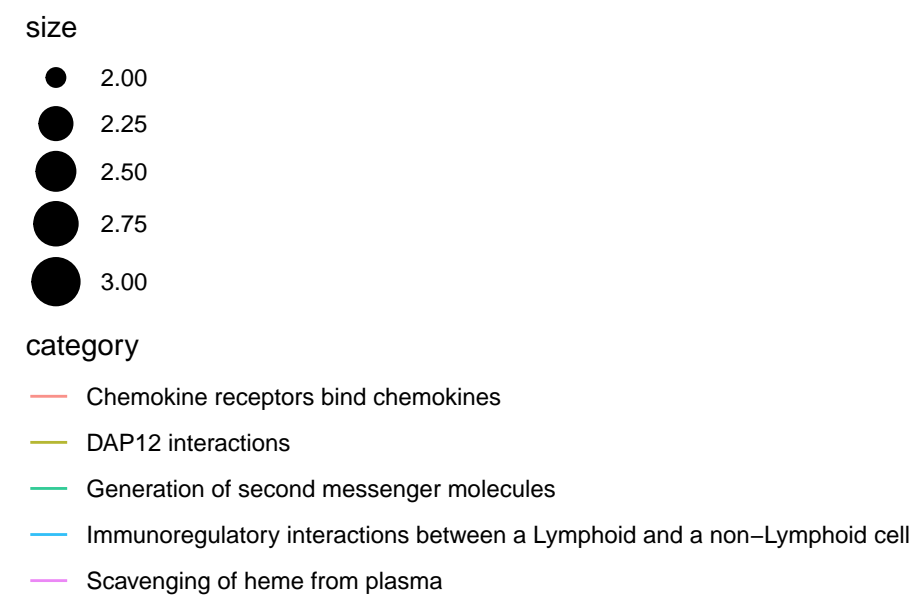 size
2.00
2.25
2.50
2.75
3.00
category
Chemokine receptors bind chemokines
DAP12 interactions
Generation of second messenger molecules
Immunoregulatory interactions between a Lymphoid and a non−Lymphoid cell
Scavenging of heme from plasma